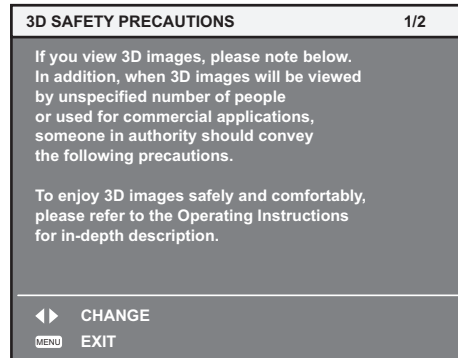 3D SAFETY PRECAUTIONS 1/2
If you view 3D images, please note below.
In addition, when 3D images will be viewed
by unspecified number of people
or used for commercial applications,
someone in authority should convey
the following precautions.
To enjoy 3D images safely and comfortably,
please refer to the Operating Instructions
for in-depth description.
CHANGE
MENU EXIT